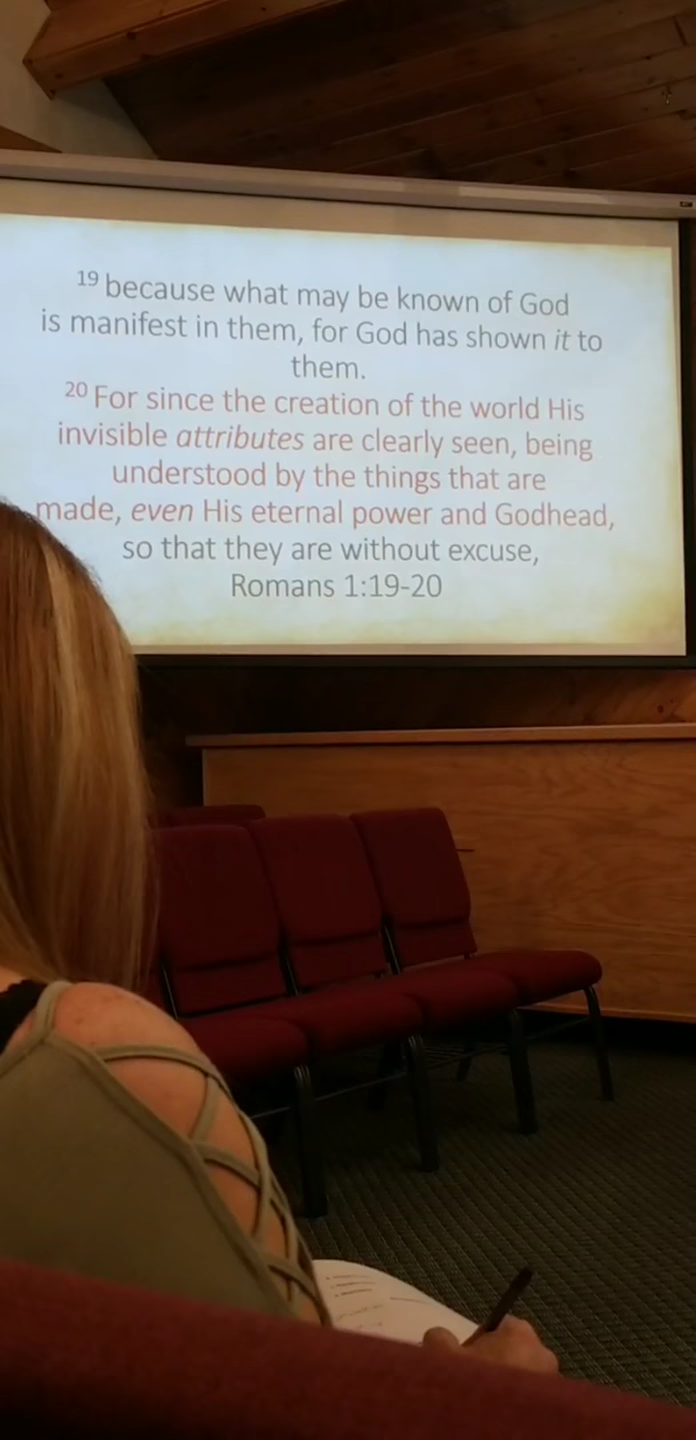 19 because what may be known of God
is manifest in them, for God has shown it to
them.
20 For since the creation of the world His
invisible attributes are clearly seen, being
understood by the things that are
made, even His eternal power and Godhead,
so that they are without excuse,
Romans 1:19-20